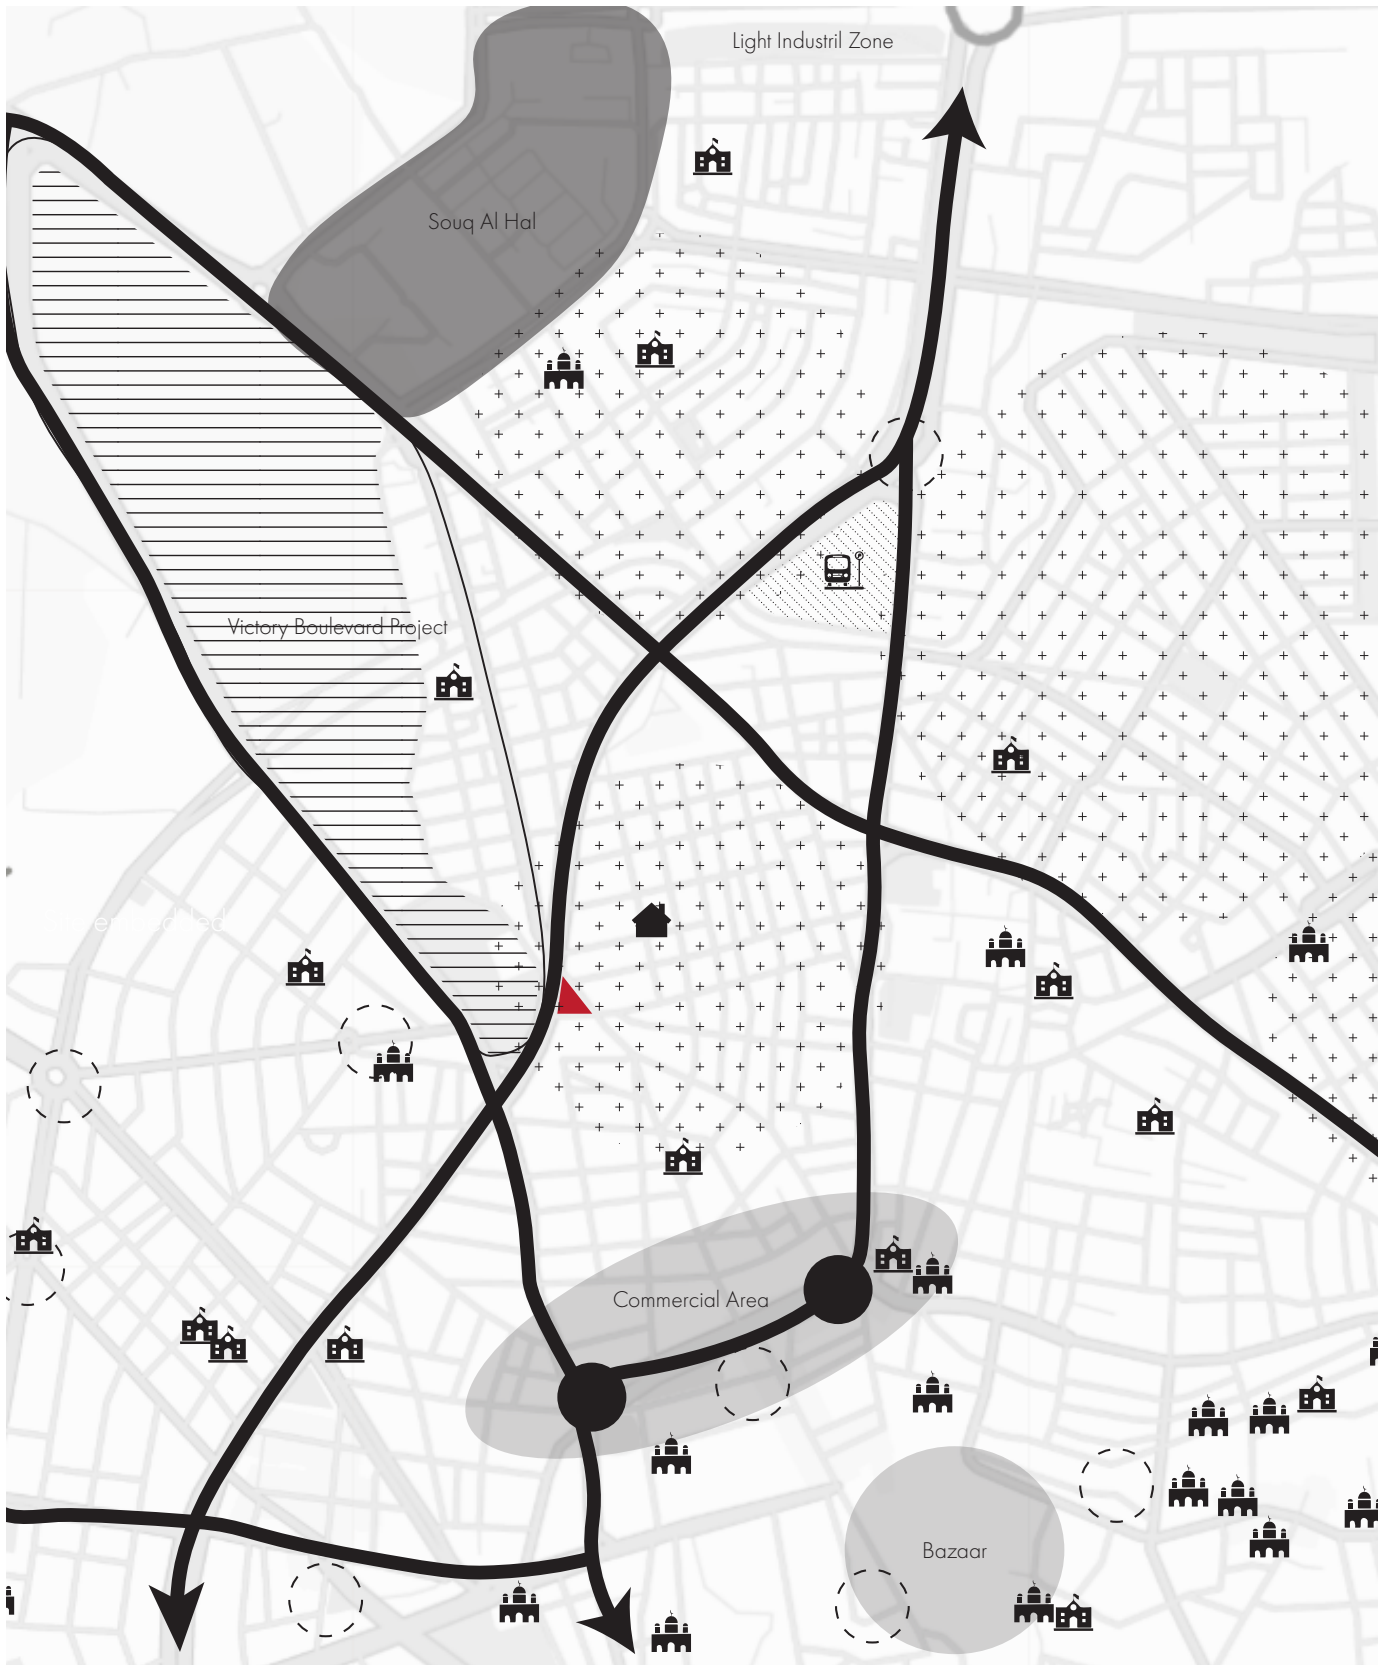 Light Industril Zone
Souq Al Hal
Victory Boulevard Project
Commercial Area
Bazaar